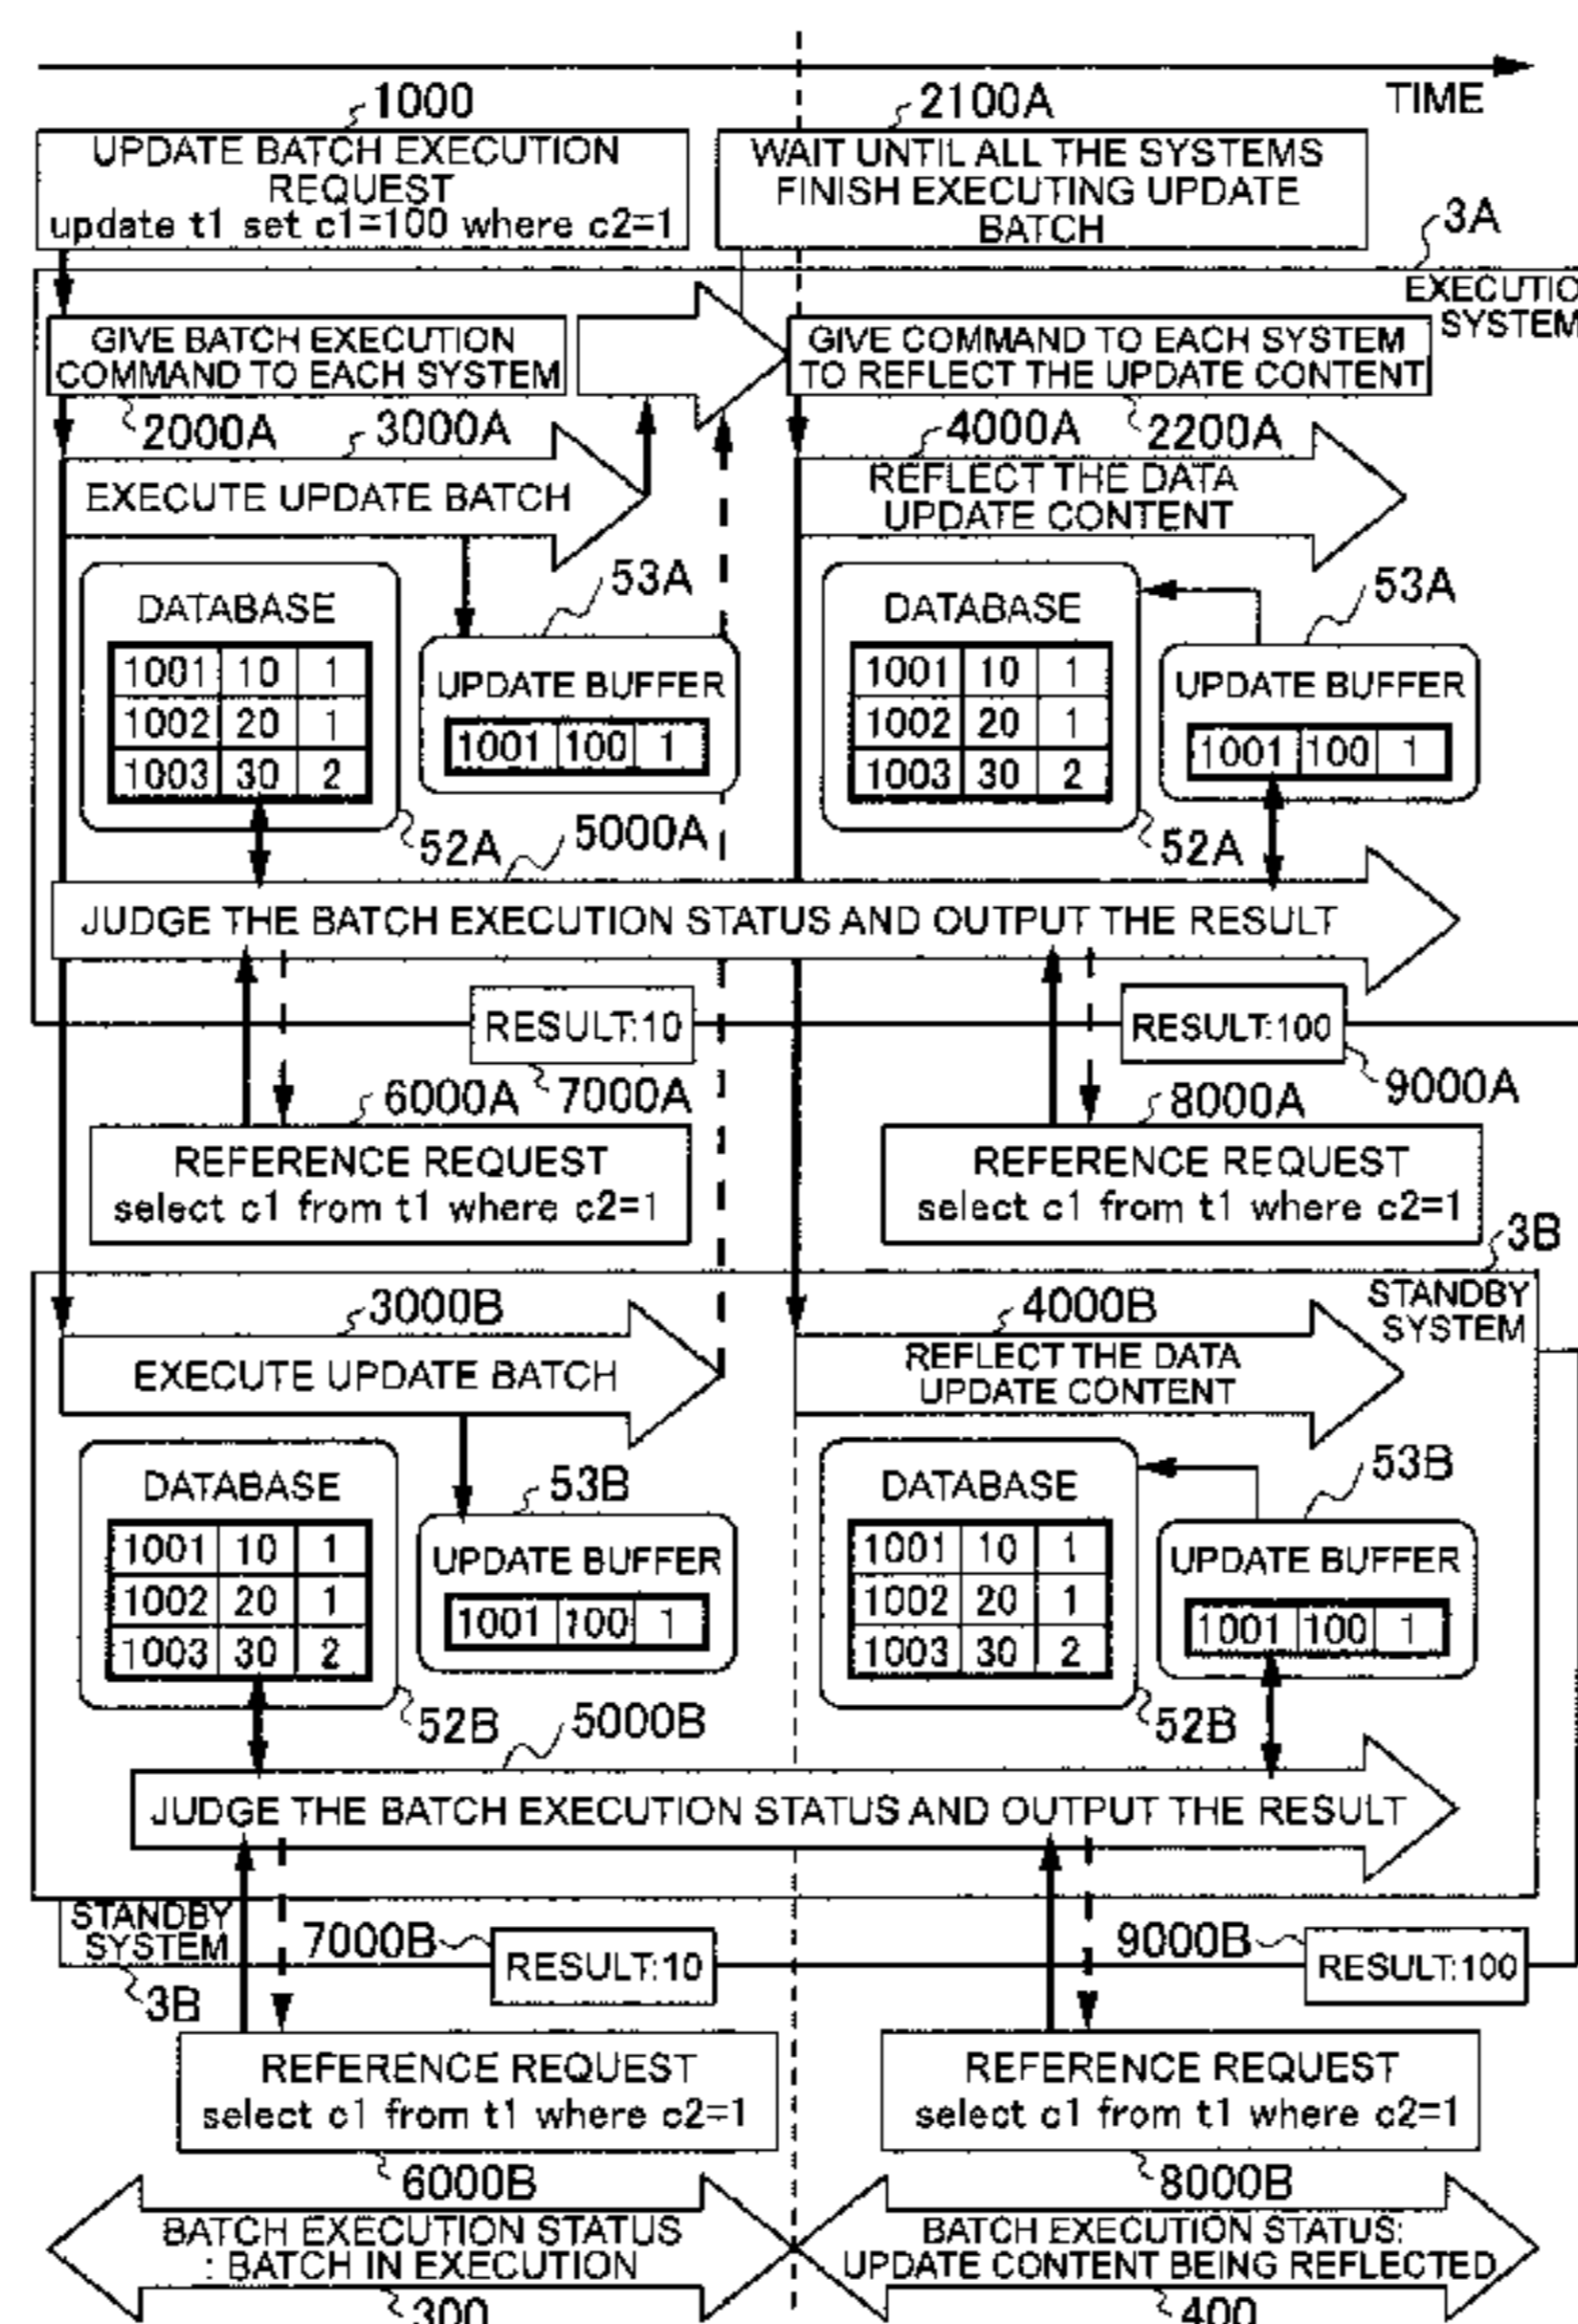 TIME
1000
2100A
UPDATE BATCH EXECUTION
REQUEST
update t1 set c1=100 where c2=1
WAIT UNTIL ALL THE SYSTEMS
FINISH EXECUTING UPDATE
BATCH
3A
EXECUTIO
SYSTEM
GIVE BATCH EXECUTION
COMMAND TO EACH SYSTEM
GIVE COMMAND TO EACH SYSTEM
TO REFLECT THE UPDATE CONTENT
2000A
3000A
4000A
2200A
EXECUTE UPDATE BATCH
REFLECT THE DATA
UPDATE CONTENT
53A
53A
DATABASE
1001 10 1
1002 20 1
1003 30 2
UPDATE BUFFER
1001 100 1
DATABASE
1001 10 1
1002 20 1
1003 30 2
UPDATE BUFFER
1001 100 1
52A
5000A
52A
JUDGE THE BATCH EXECUTION STATUS AND OUTPUT THE RESULT
RESULT:10
RESULT:100
6000A
7000A
8000A
9000A
REFERENCE REQUEST
select c1 from t1 where c2=1
REFERENCE REQUEST
select c1 from t1 where c2=1
3B
STANDBY
SYSTEM
3000B
4000B
EXECUTE UPDATE BATCH
REFLECT THE DATA
UPDATE CONTENT
53B
53B
DATABASE
1001 10 1
1002 20 1
1003 30 2
UPDATE BUFFER
1001 100 1
DATABASE
1001 10 1
1002 20 1
1003 30 2
UPDATE BUFFER
1001 100 1
52B
5000B
52B
JUDGE THE BATCH EXECUTION STATUS AND OUTPUT THE RESULT
STANDBY
SYSTEM
3B
7000B
RESULT:10
9000B
RESULT:100
REFERENCE REQUEST
select c1 from t1 where c2=1
REFERENCE REQUEST
select c1 from t1 where c2=1
6000B
8000B
BATCH EXECUTION STATUS
: BATCH IN EXECUTION
BATCH EXECUTION STATUS:
UPDATE CONTENT BEING REFLECTED
300
400